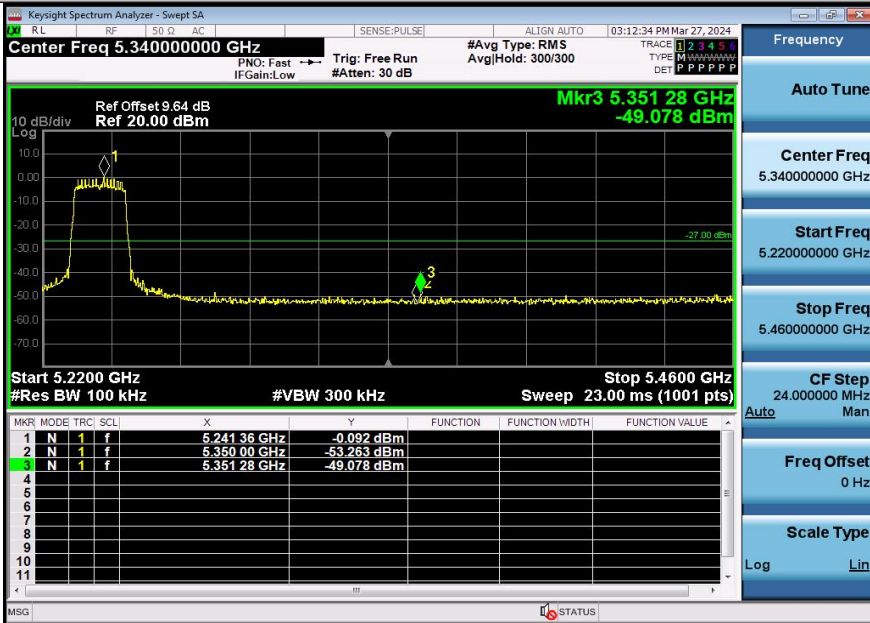 Keysight Spectrum Analyzer - Swept SA
LXI RL RF 50 Ω AC SENSE:PULSE ALIGN AUTO 03:12:34 PM Mar 27, 2024
Center Freq 5.340000000 GHz
PNO: Fast
IFGain:Low
Trig: Free Run
#Atten: 30 dB
#Avg Type: RMS
Avg|Hold: 300/300
TRACE 1 2 3 4 5 6
TYPE M WWWWW
DET P P P P P P
Mkr3 5.351 28 GHz
-49.078 dBm
Ref Offset 9.64 dB
10 dB/div Ref 20.00 dBm
Log
10.0
0.00
-10.0
-20.0
-30.0
-40.0
-50.0
-60.0
-70.0
1
-27.00 dBm
3
2
Start 5.2200 GHz Stop 5.4600 GHz
#Res BW 100 kHz #VBW 300 kHz Sweep 23.00 ms (1001 pts)
MKR MODE TRC SCL X Y FUNCTION FUNCTION WIDTH FUNCTION VALUE
1 N 1 f 5.241 36 GHz -0.092 dBm
2 N 1 f 5.350 00 GHz -53.263 dBm
3 N 1 f 5.351 28 GHz -49.078 dBm
4
5
6
7
8
9
10
11
MSG STATUS
Frequency
Auto Tune
Center Freq
5.340000000 GHz
Start Freq
5.220000000 GHz
Stop Freq
5.460000000 GHz
CF Step
24.000000 MHz
Auto Man
Freq Offset
0 Hz
Scale Type
Log Lin